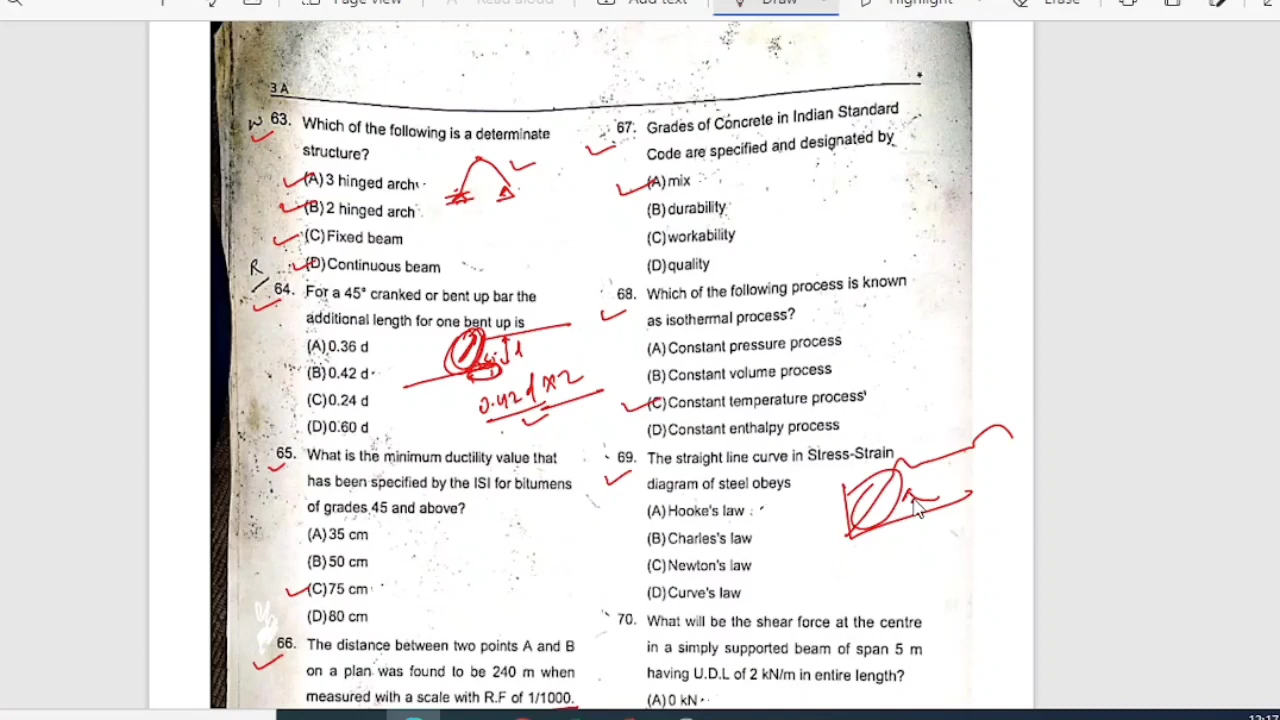 Page view
Read aloud
Add text
Draw
Highlight
Erase
3 A
*
W 63. Which of the following is a determinate
structure?
(A) 3 hinged arch
(B) 2 hinged arch
(C) Fixed beam
(D) Continuous beam
R
64. For a 45° cranked or bent up bar the
additional length for one bent up is
(A) 0.36 d
(B) 0.42 d
(C) 0.24 d
(D) 0.60 d
0.42 d x 2
65. What is the minimum ductility value that
has been specified by the ISI for bitumens
of grades 45 and above?
(A) 35 cm
(B) 50 cm
(C) 75 cm
(D) 80 cm
66. The distance between two points A and B
on a plan was found to be 240 m when
measured with a scale with R.F of 1/1000.
67. Grades of Concrete in Indian Standard
Code are specified and designated by
(A) mix
(B) durability
(C) workability
(D) quality
68. Which of the following process is known
as isothermal process?
(A) Constant pressure process
(B) Constant volume process
(C) Constant temperature process
(D) Constant enthalpy process
69. The straight line curve in Stress-Strain
diagram of steel obeys
(A) Hooke's law
(B) Charles's law
(C) Newton's law
(D) Curve's law
70. What will be the shear force at the centre
in a simply supported beam of span 5 m
having U.D.L of 2 kN/m in entire length?
(A) 0 kN
12:17